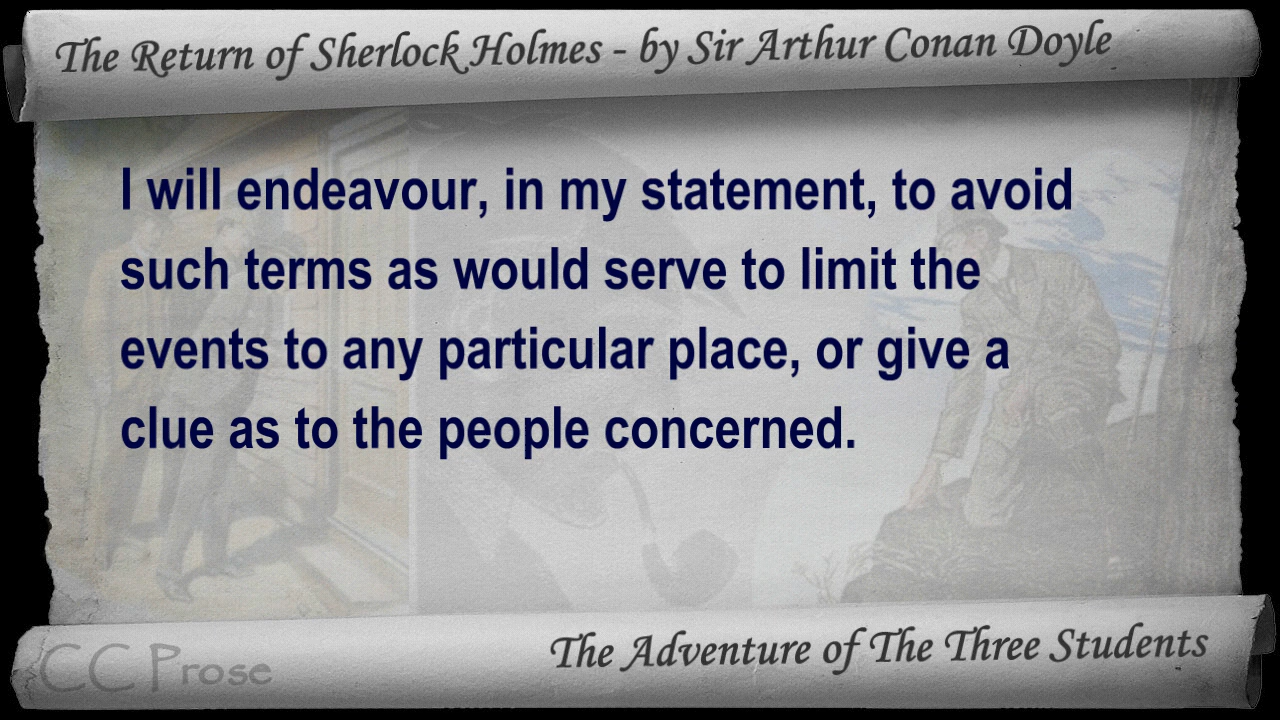 The Return of Sherlock Holmes - by Sir Arthur Conan Doyle
I will endeavour, in my statement, to avoid
such terms as would serve to limit the
events to any particular place, or give a
clue as to the people concerned.
The Adventure of The Three Students
CC Prose